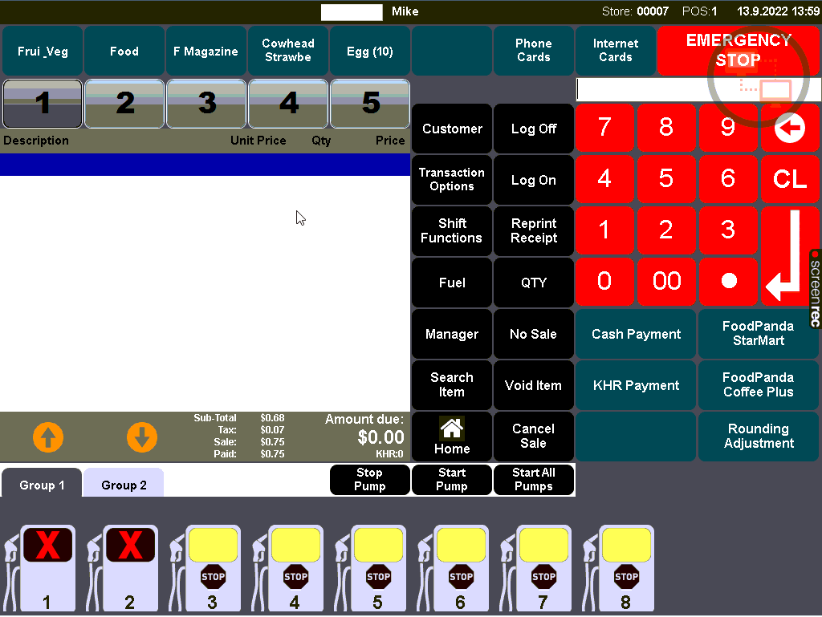 Mike
Store: 00007 POS:1 13.9.2022 13:59
Frui_Veg
Food
F Magazine
Cowhead
Strawbe
Egg (10)
Phone
Cards
Internet
Cards
EMERGENCY
STOP
1
2
3
4
5
Description Unit Price Qty Price
Customer
Log Off
7
8
9
Transaction
Options
Log On
4
5
6
CL
Shift
Functions
Reprint
Receipt
1
2
3
Fuel
QTY
0
00
Manager
No Sale
Cash Payment
FoodPanda
StarMart
Search
Item
Void Item
KHR Payment
FoodPanda
Coffee Plus
Sub-Total $0.68
Tax: $0.07
Sale: $0.75
Paid: $0.75
Amount due:
$0.00
KHR:0
Home
Cancel
Sale
Rounding
Adjustment
Group 1
Group 2
Stop
Pump
Start
Pump
Start All
Pumps
X
X
STOP
STOP
STOP
STOP
STOP
STOP
1
2
3
4
5
6
7
8
screenrec